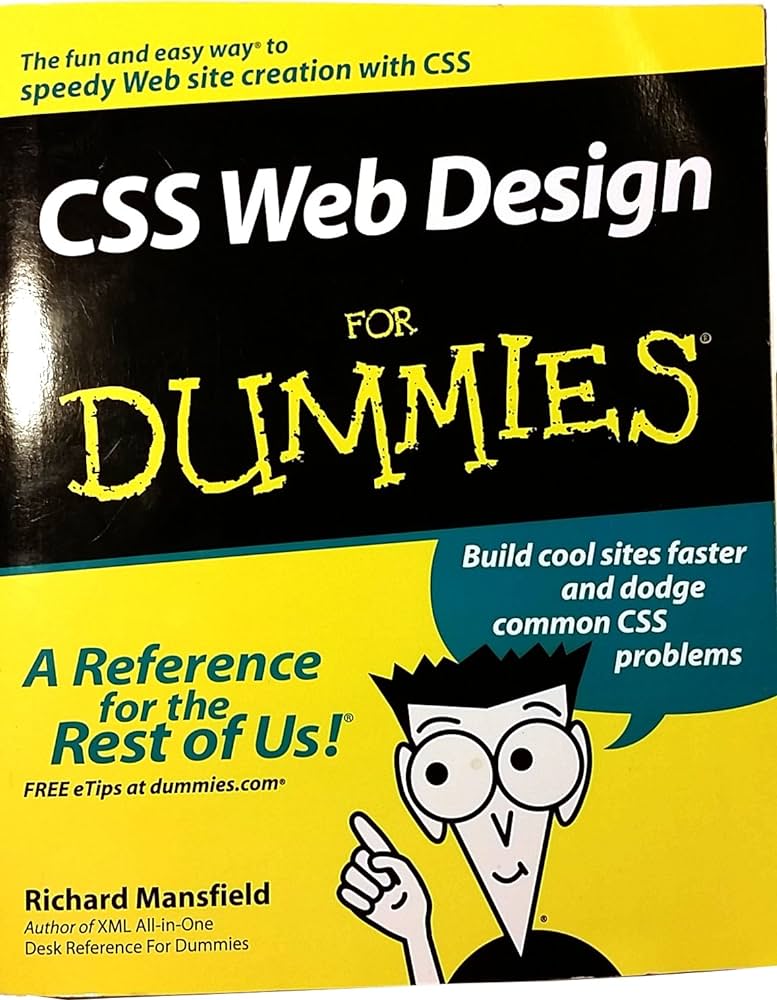 The fun and easy way® to
speedy Web site creation with CSS
CSS Web Design
FOR
DUMMIES®
Build cool sites faster
and dodge
common CSS
problems
A Reference
for the
Rest of Us!®
FREE eTips at dummies.com®
Richard Mansfield
Author of XML All-in-One
Desk Reference For Dummies
®